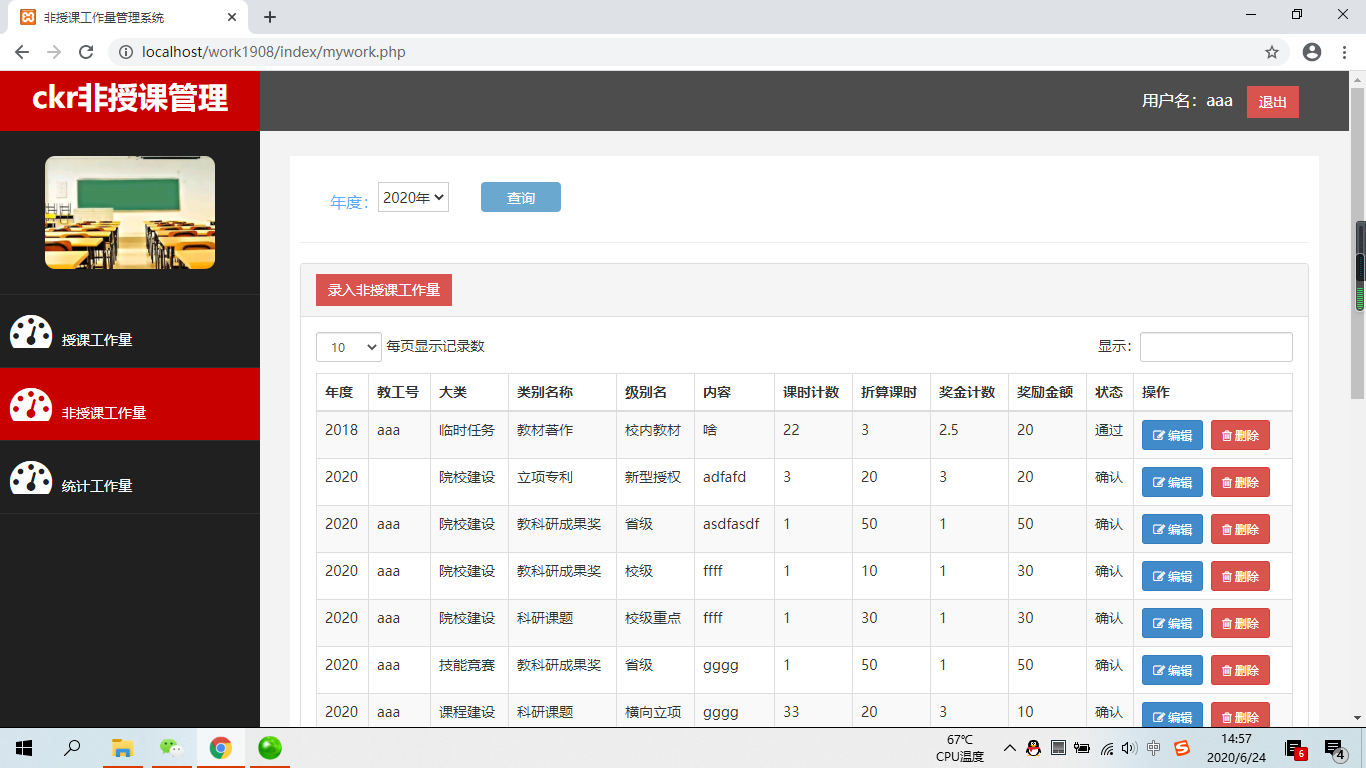 非授课工作量管理系统
localhost/work1908/index/mywork.php
ckr非授课管理
用户名：aaa 退出
年度： 2020年 查询
授课工作量
非授课工作量
统计工作量
录入非授课工作量
10 每页显示记录数 显示：
年度 教工号 大类 类别名称 级别名 内容 课时计数 折算课时 奖金计数 奖励金额 状态 操作
2018 aaa 临时任务 教材著作 校内教材 啥 22 3 2.5 20 通过 编辑 删除
2020 院校建设 立项专利 新型授权 adfafd 3 20 3 20 确认 编辑 删除
2020 aaa 院校建设 教科研成果奖 省级 asdfasdf 1 50 1 50 确认 编辑 删除
2020 aaa 院校建设 教科研成果奖 校级 ffff 1 10 1 30 确认 编辑 删除
2020 aaa 院校建设 科研课题 校级重点 ffff 1 30 1 30 确认 编辑 删除
2020 aaa 技能竞赛 教科研成果奖 省级 gggg 1 50 1 50 确认 编辑 删除
2020 aaa 课程建设 科研课题 横向立项 gggg 33 20 3 10 确认 编辑 删除
67℃
CPU温度
中
14:57
2020/6/24
6
4